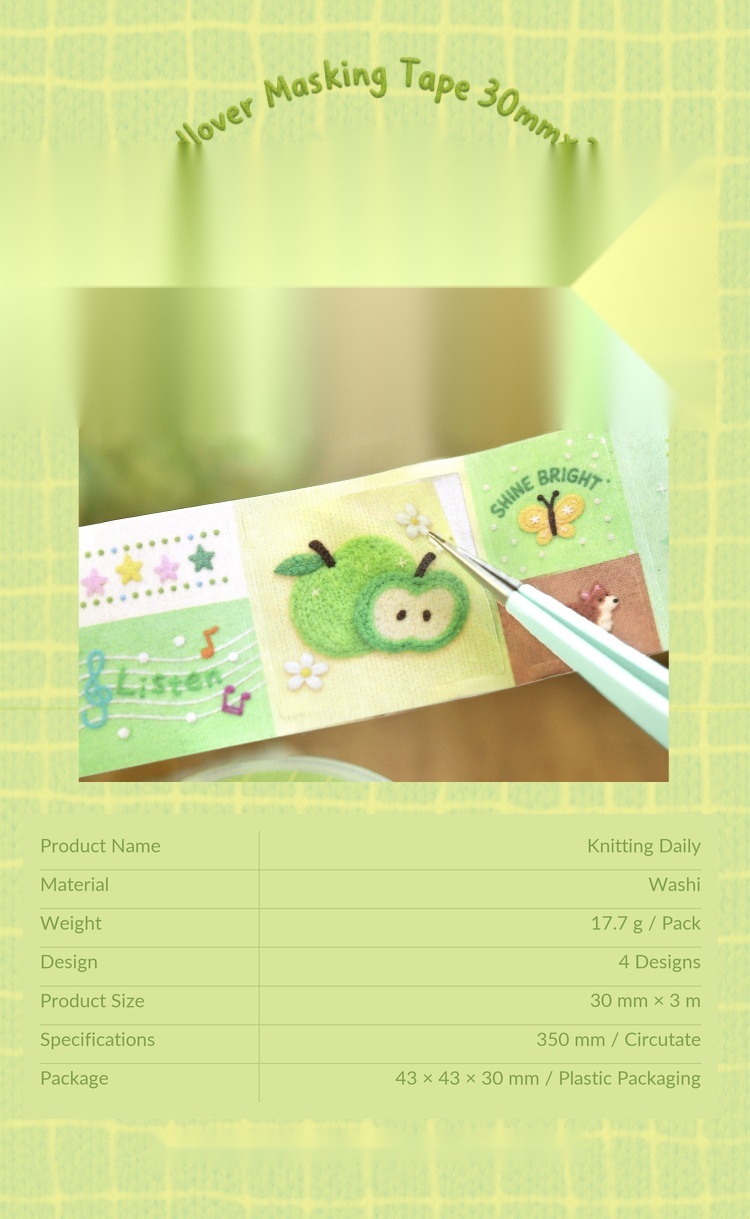 Masking Tape 30mm
SHINE BRIGHT
Listen
Product Name Knitting Daily
Material Washi
Weight 17.7 g / Pack
Design 4 Designs
Product Size 30 mm × 3 m
Specifications 350 mm / Circutate
Package 43 × 43 × 30 mm / Plastic Packaging